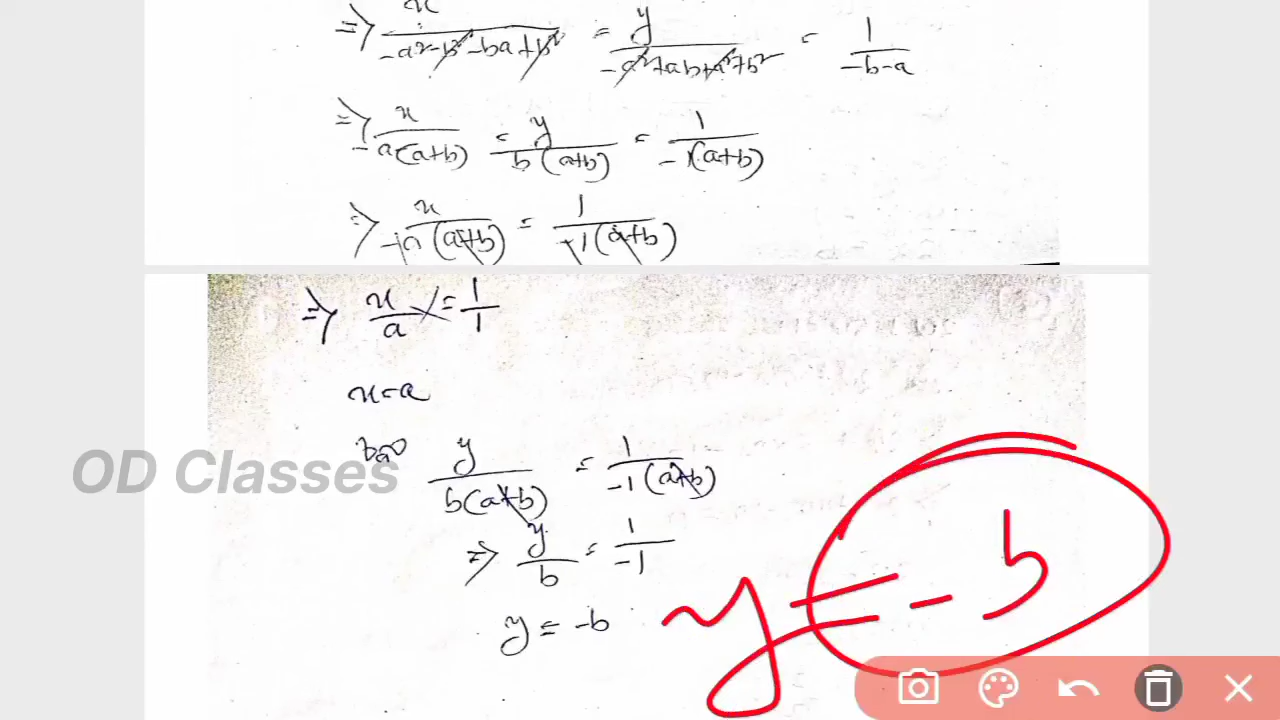 => x/(-a²-b²-ba+b²) = y/(-a²+ab+a²+b²) = 1/(-b-a)
=> x/(-a(a+b)) = y/(b(a+b)) = 1/(-1(a+b))
=> x/(-a(a+b)) = 1/(-1(a+b))
=> x/a = 1/1
x=a
y/(b(a+b)) = 1/(-1(a+b))
OD Classes
=> y/b = 1/-1
y = -b
y = -b